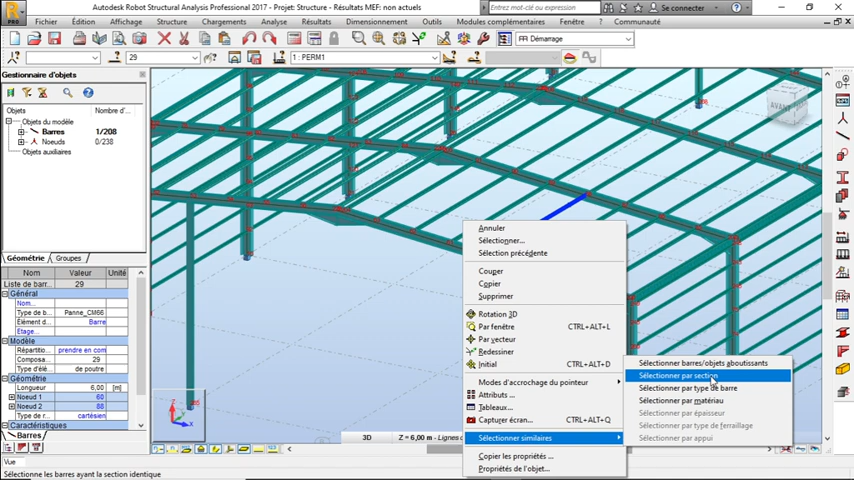 Autodesk Robot Structural Analysis Professional 2017 - Projet: Structure - Résultats MEF: non actuels
Entrez mot-clé ou expression
Se connecter
Fichier Édition Affichage Structure Chargements Analyse Résultats Dimensionnement Outils Modules complémentaires Fenêtre Communauté
Démarrage
29
1 : PERM1
Gestionnaire d'objets
Objets Nombre d'...
Objets du modèle
Barres 1/208
Noeuds 0/238
Objets auxiliaires
Géométrie Groupes
Nom Valeur Unité
Liste de barr... 29
Général
Nom...
Type de b... Panne_CM66
Élément d... Barre
Etage...
Modèle
Répartitio... prendre en com
Composa... 29
Type d'élé... de poutre
Géométrie
Longueur 6,00 [m]
Noeud 1 60
Noeud 2 88
Type de r... cartésien
Caractéristiques
Barres
Vue
Sélectionne les barres ayant la section identique
AVANT
3D
Z = 6,00 m - Lignes d
Annuler
Sélectionner...
Sélection précédente
Couper
Copier
Supprimer
Rotation 3D
Par fenêtre CTRL+ALT+L
Par vecteur
Redessiner
Initial CTRL+ALT+D
Modes d'accrochage du pointeur
Attributs ...
Tableaux...
Capturer écran... CTRL+ALT+Q
Sélectionner similaires
Copier les propriétés ...
Propriétés de l'objet...
Sélectionner barres/objets aboutissants
Sélectionner par section
Sélectionner par type de barre
Sélectionner par matériau
Sélectionner par épaisseur
Sélectionner par type de ferraillage
Sélectionner par appui